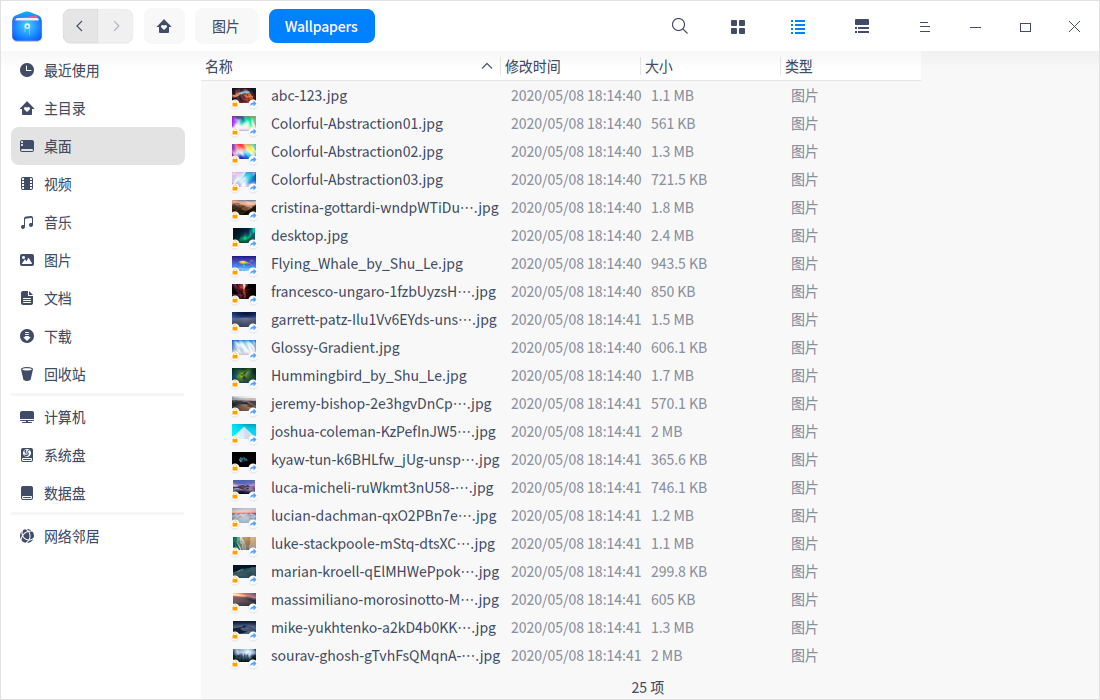 图片 Wallpapers
名称 修改时间 大小 类型
最近使用
主目录
桌面
视频
音乐
图片
文档
下载
回收站
计算机
系统盘
数据盘
网络邻居
abc-123.jpg 2020/05/08 18:14:40 1.1 MB 图片
Colorful-Abstraction01.jpg 2020/05/08 18:14:40 561 KB 图片
Colorful-Abstraction02.jpg 2020/05/08 18:14:40 1.3 MB 图片
Colorful-Abstraction03.jpg 2020/05/08 18:14:40 721.5 KB 图片
cristina-gottardi-wndpWTiDu⋯.jpg 2020/05/08 18:14:40 1.8 MB 图片
desktop.jpg 2020/05/08 18:14:40 2.4 MB 图片
Flying_Whale_by_Shu_Le.jpg 2020/05/08 18:14:40 943.5 KB 图片
francesco-ungaro-1fzbUyzsH⋯.jpg 2020/05/08 18:14:40 850 KB 图片
garrett-patz-Ilu1Vv6EYds-uns⋯.jpg 2020/05/08 18:14:41 1.5 MB 图片
Glossy-Gradient.jpg 2020/05/08 18:14:40 606.1 KB 图片
Hummingbird_by_Shu_Le.jpg 2020/05/08 18:14:40 1.7 MB 图片
jeremy-bishop-2e3hgvDnCp⋯.jpg 2020/05/08 18:14:41 570.1 KB 图片
joshua-coleman-KzPefInJW5⋯.jpg 2020/05/08 18:14:41 2 MB 图片
kyaw-tun-k6BHLfw_jUg-unsp⋯.jpg 2020/05/08 18:14:41 365.6 KB 图片
luca-micheli-ruWkmt3nU58-⋯.jpg 2020/05/08 18:14:41 746.1 KB 图片
lucian-dachman-qxO2PBn7e⋯.jpg 2020/05/08 18:14:41 1.2 MB 图片
luke-stackpoole-mStq-dtsXC⋯.jpg 2020/05/08 18:14:41 1.1 MB 图片
marian-kroell-qElMHWePpok⋯.jpg 2020/05/08 18:14:41 299.8 KB 图片
massimiliano-morosinotto-M⋯.jpg 2020/05/08 18:14:41 605 KB 图片
mike-yukhtenko-a2kD4b0KK⋯.jpg 2020/05/08 18:14:41 1.3 MB 图片
sourav-ghosh-gTvhFsQMqnA-⋯.jpg 2020/05/08 18:14:41 2 MB 图片
25 项